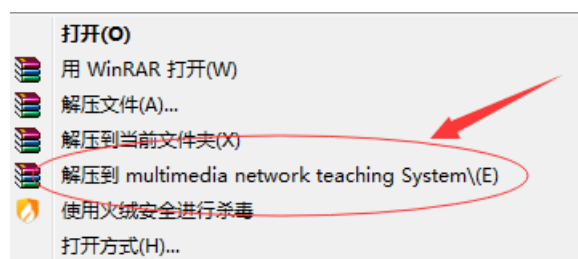 打开(O)
用 WinRAR 打开(W)
解压文件(A)...
解压到当前文件夹(X)
解压到 multimedia network teaching System\(E)
使用火绒安全进行杀毒
打开方式(H)...